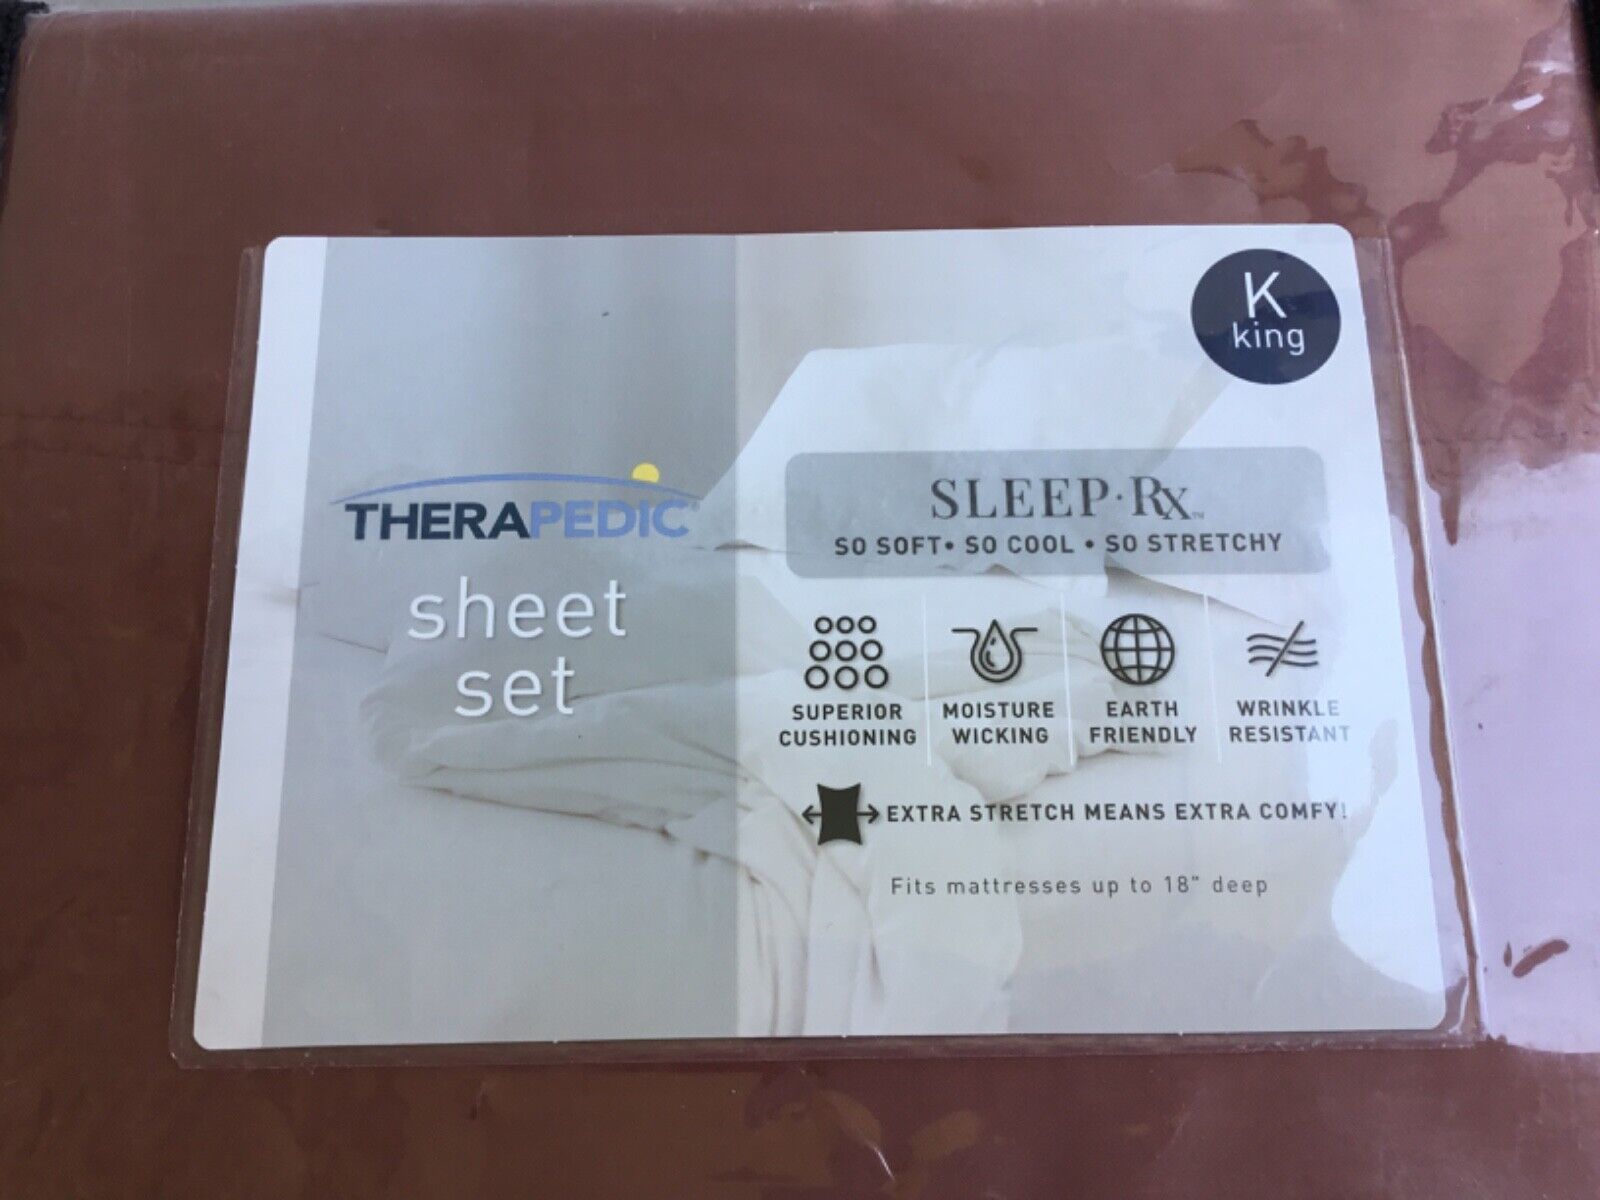 K
king
THERAPEDIC®
sheet
set
SLEEP·Rx™
SO SOFT• SO COOL • SO STRETCHY
SUPERIOR
CUSHIONING
MOISTURE
WICKING
EARTH
FRIENDLY
WRINKLE
RESISTANT
EXTRA STRETCH MEANS EXTRA COMFY!
Fits mattresses up to 18" deep